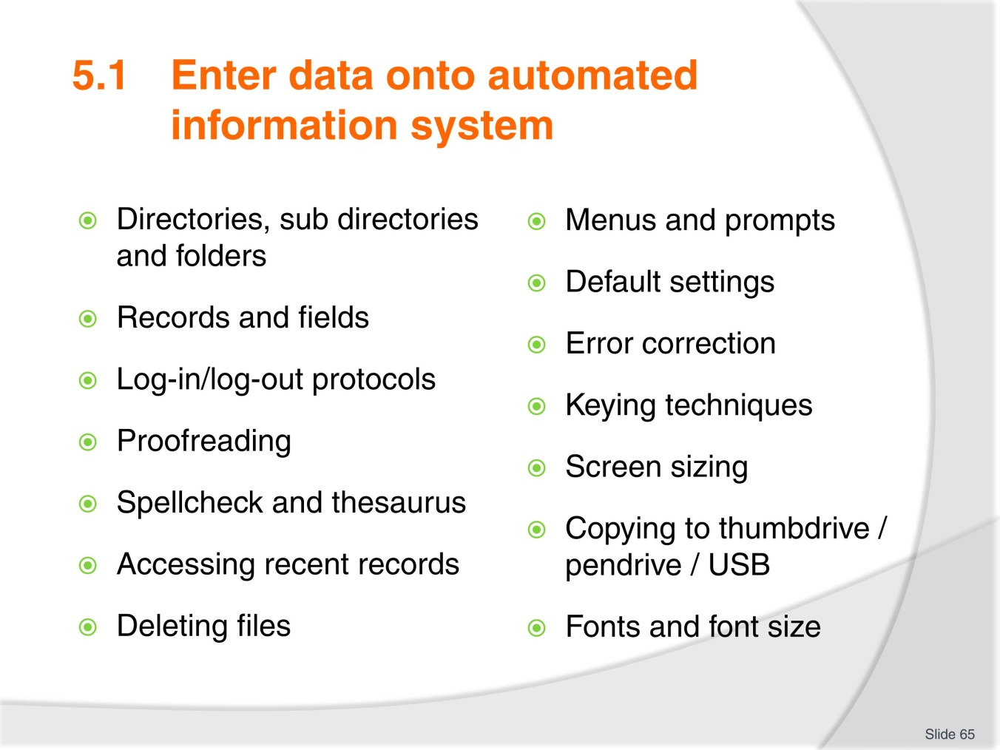 5.1 Enter data onto automated
information system
Directories, sub directories
and folders
Records and fields
Log-in/log-out protocols
Proofreading
Spellcheck and thesaurus
Accessing recent records
Deleting files
Menus and prompts
Default settings
Error correction
Keying techniques
Screen sizing
Copying to thumbdrive /
pendrive / USB
Fonts and font size
Slide 65